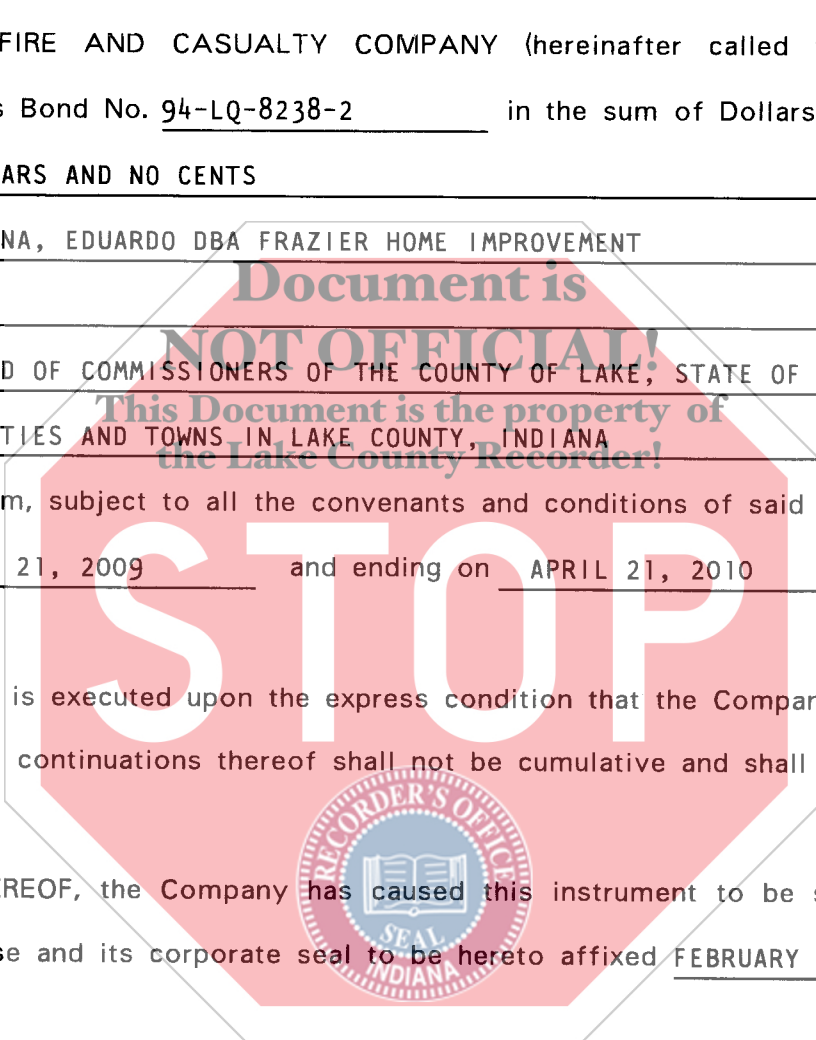 FIRE AND CASUALTY COMPANY (hereinafter called
s Bond No. 94-LQ-8238-2 in the sum of Dollars
ARS AND NO CENTS
NA, EDUARDO DBA FRAZIER HOME IMPROVEMENT
Document is
NOT OFFICIAL!
D OF COMMISSIONERS OF THE COUNTY OF LAKE, STATE OF
This Document is the property of
TIES AND TOWNS IN LAKE COUNTY, INDIANA
the Lake County Recorder!
m, subject to all the convenants and conditions of said
21, 2009 and ending on APRIL 21, 2010
STOP
is executed upon the express condition that the Compan
continuations thereof shall not be cumulative and shall
RECORDER'S OFFICE
EREOF, the Company has caused this instrument to be s
SEAL
se and its corporate seal to be hereto affixed FEBRUARY
INDIANA